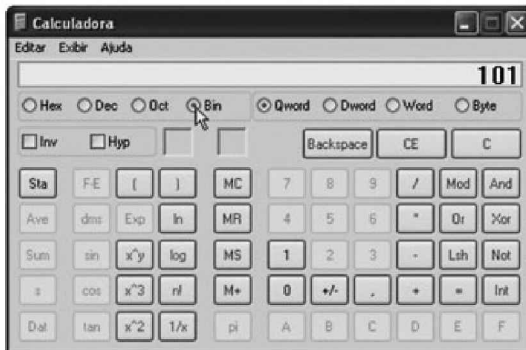 Calculadora
Editar Exibir Ajuda
101
Hex Dec Oct Bin Qword Dword Word Byte
Inv Hyp Backspace CE C
Sta F-E ( ) MC 7 8 9 / Mod And
Ave dms Exp ln MR 4 5 6 * Or Xor
Sum sin x^y log MS 1 2 3 - Lsh Not
s cos x^3 n! M+ 0 +/- , + = Int
Dat tan x^2 1/x pi A B C D E F